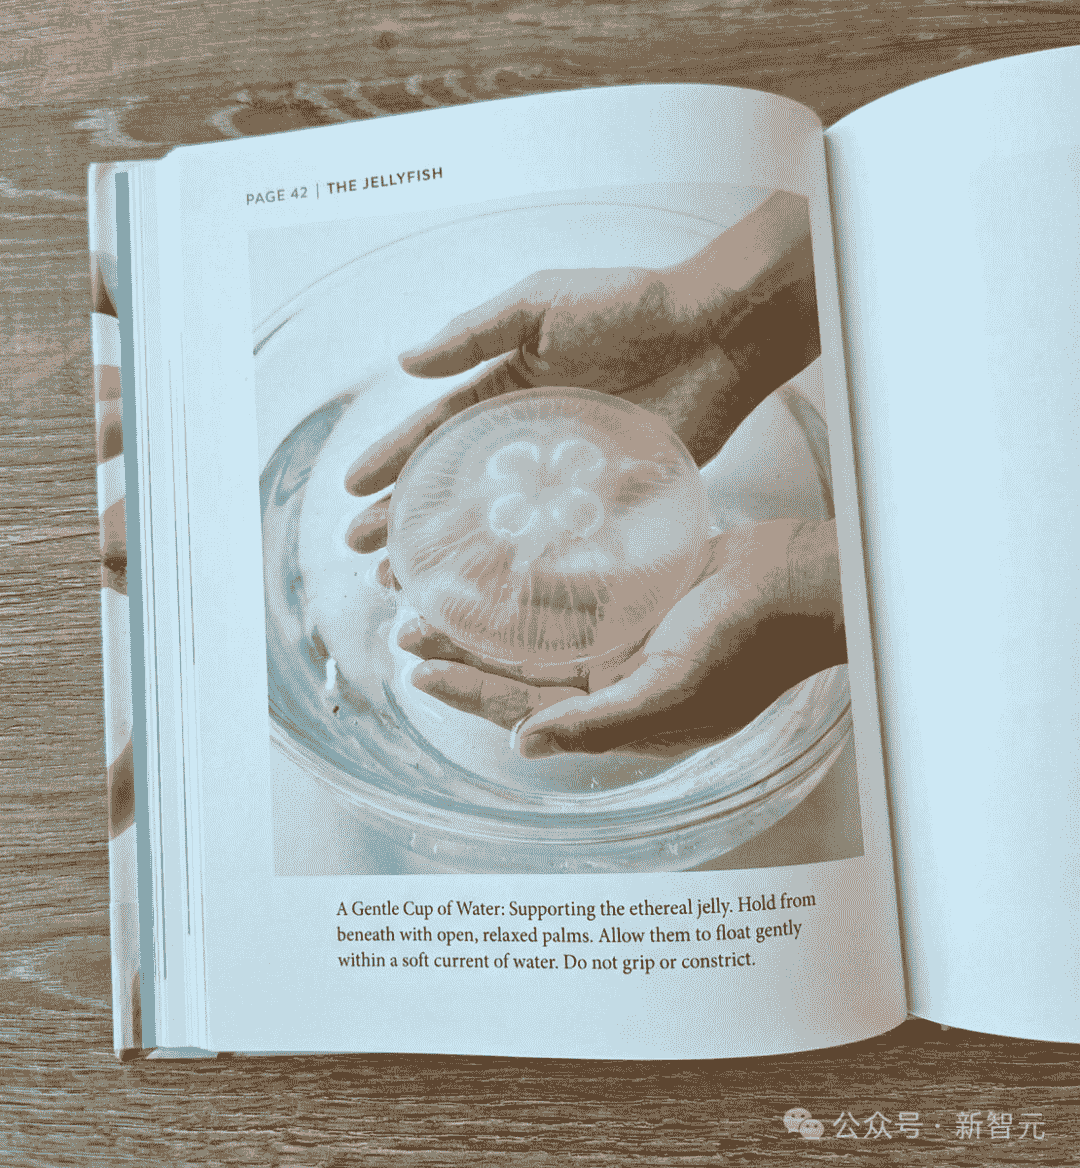 PAGE 42 | THE JELLYFISH
A Gentle Cup of Water: Supporting the ethereal jelly. Hold from
beneath with open, relaxed palms. Allow them to float gently
within a soft current of water. Do not grip or constrict.
公众号 · 新智元